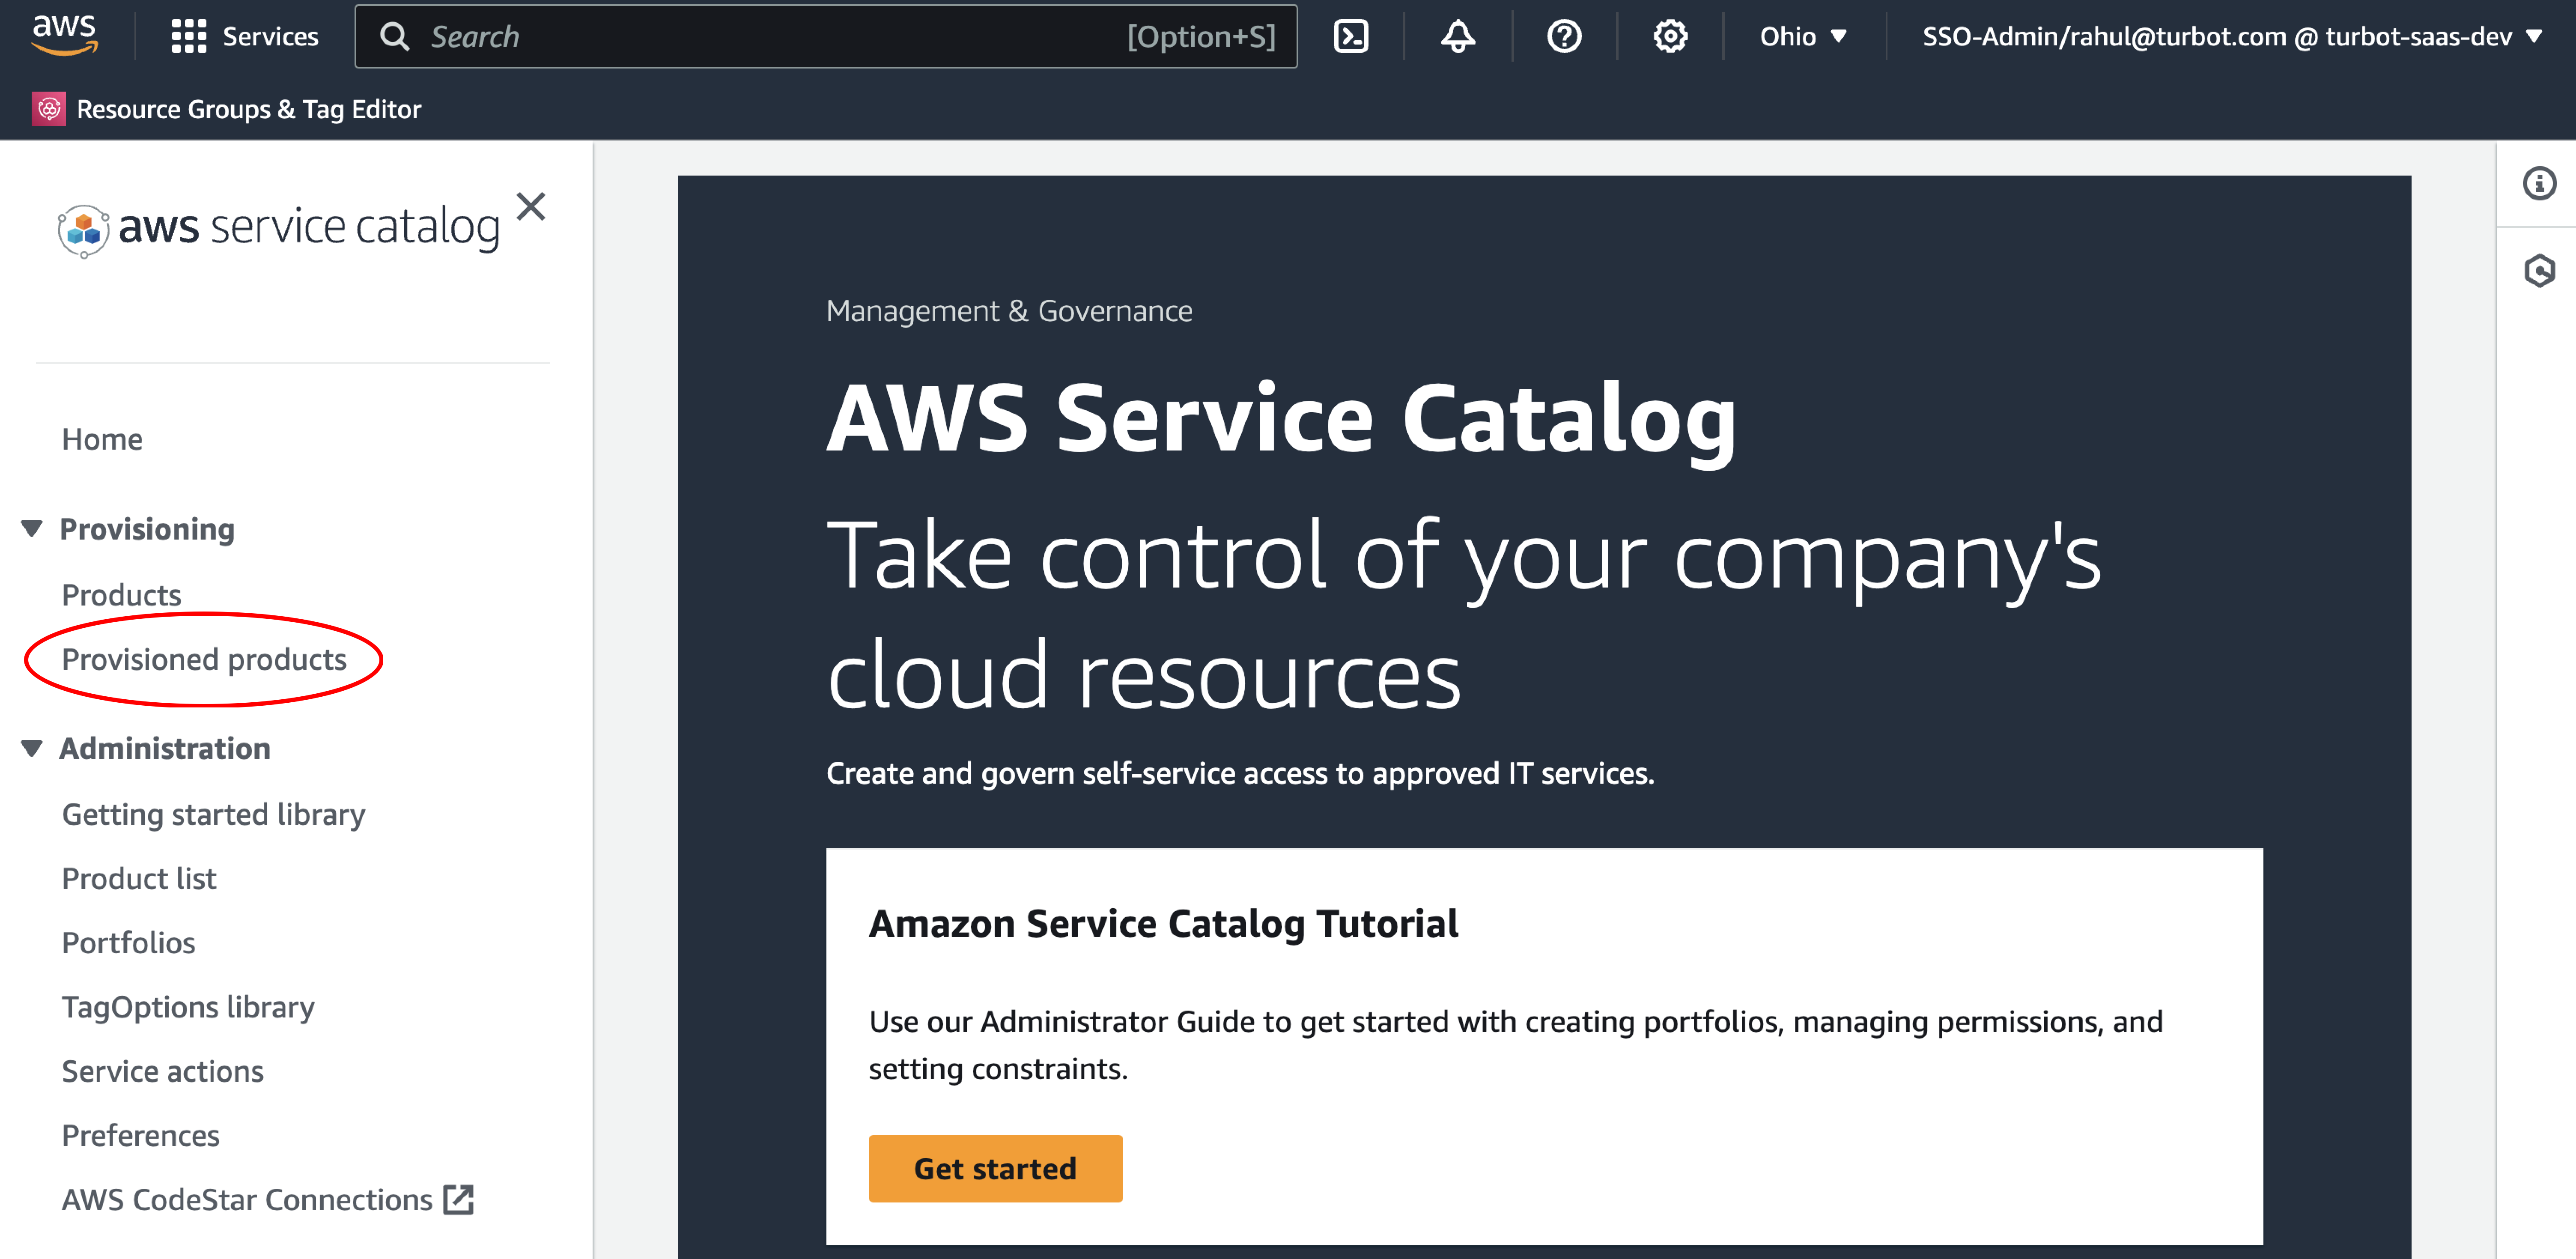 aws
Services
Search
[Option+S]
Ohio
SSO-Admin/rahul@turbot.com @ turbot-saas-dev
Resource Groups & Tag Editor
aws service catalog
Home
Provisioning
Products
Provisioned products
Administration
Getting started library
Product list
Portfolios
TagOptions library
Service actions
Preferences
AWS CodeStar Connections
Management & Governance
AWS Service Catalog
Take control of your company's
cloud resources
Create and govern self-service access to approved IT services.
Amazon Service Catalog Tutorial
Use our Administrator Guide to get started with creating portfolios, managing permissions, and
setting constraints.
Get started